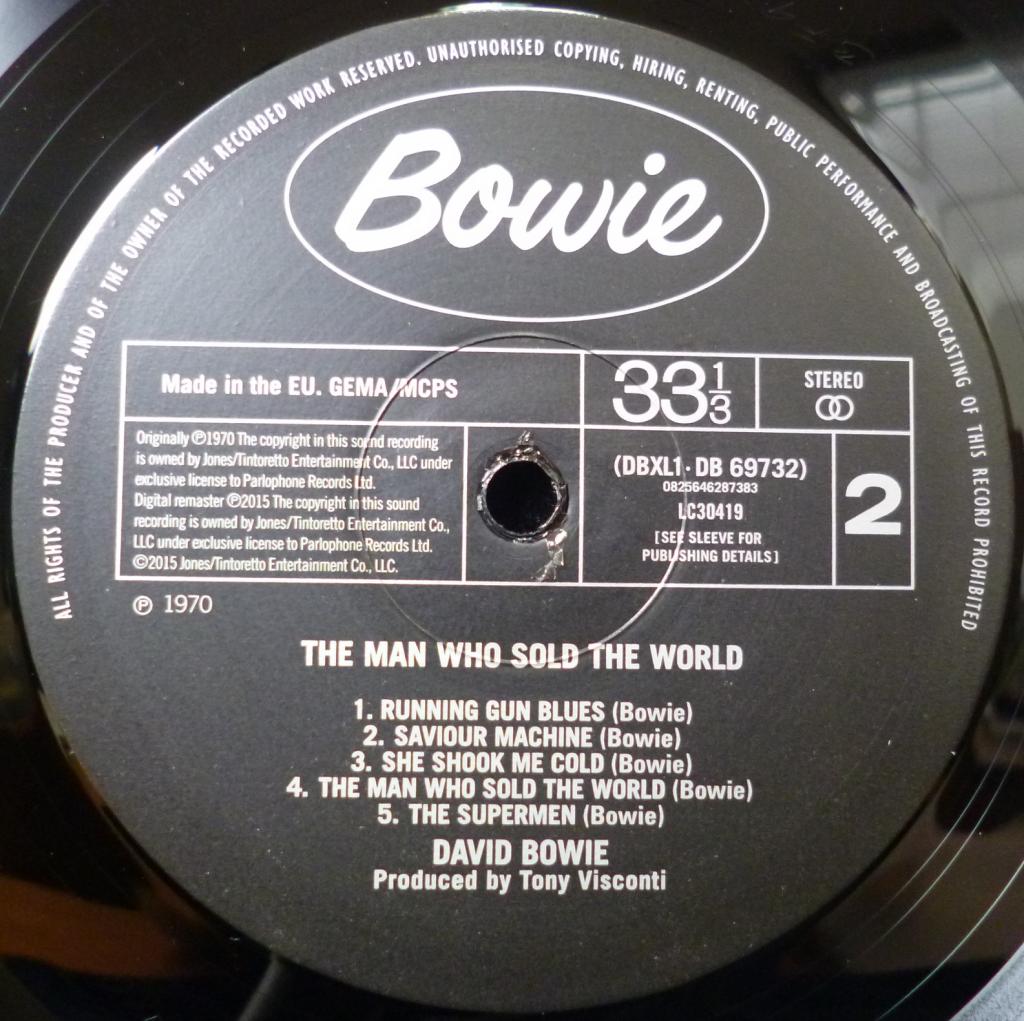 ALL RIGHTS OF THE PRODUCER AND OF THE OWNER OF THE RECORDED WORK RESERVED. UNAUTHORISED COPYING, HIRING, RENTING, PUBLIC PERFORMANCE AND BROADCASTING OF THIS RECORD PROHIBITED
Bowie
Made in the EU. GEMA/MCPS
33 1/3
STEREO
Originally ℗1970 The copyright in this sound recording
is owned by Jones/Tintoretto Entertainment Co., LLC under
exclusive license to Parlophone Records Ltd.
Digital remaster ℗2015 The copyright in this sound
recording is owned by Jones/Tintoretto Entertainment Co.,
LLC under exclusive license to Parlophone Records Ltd.
©2015 Jones/Tintoretto Entertainment Co., LLC.
(DBXL1 · DB 69732)
0825646287383
LC30419
[SEE SLEEVE FOR
PUBLISHING DETAILS]
2
℗ 1970
THE MAN WHO SOLD THE WORLD
1. RUNNING GUN BLUES (Bowie)
2. SAVIOUR MACHINE (Bowie)
3. SHE SHOOK ME COLD (Bowie)
4. THE MAN WHO SOLD THE WORLD (Bowie)
5. THE SUPERMEN (Bowie)
DAVID BOWIE
Produced by Tony Visconti